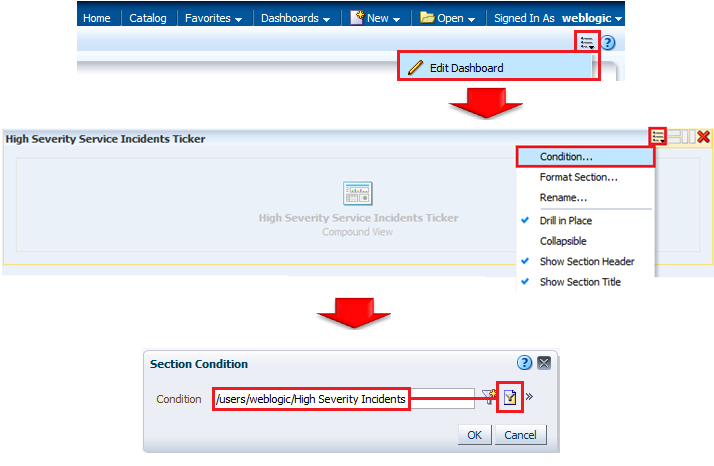 Home Catalog Favorites Dashboards New Open Signed In As weblogic
Edit Dashboard
High Severity Service Incidents Ticker
Condition...
Format Section...
Rename...
High Severity Service Incidents Ticker
Drill in Place
Compound View
Collapsible
Show Section Header
Show Section Title
Section Condition
Condition /users/weblogic/High Severity Incidents
OK Cancel